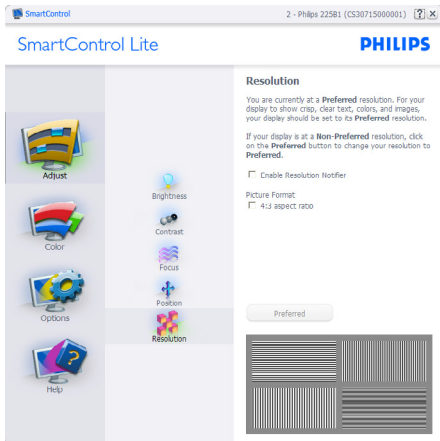 SmartControl
2 - Philips 225B1 (CS30715000001)
SmartControl Lite
PHILIPS
Adjust
Color
Options
Help
Brightness
Contrast
Focus
Position
Resolution
Resolution
You are currently at a Preferred resolution. For your
display to show crisp, clear text, colors, and images,
your display should be set to its Preferred resolution.
If your display is at a Non-Preferred resolution, click
on the Preferred button to change your resolution to
Preferred.
Enable Resolution Notifier
Picture Format
4:3 aspect ratio
Preferred